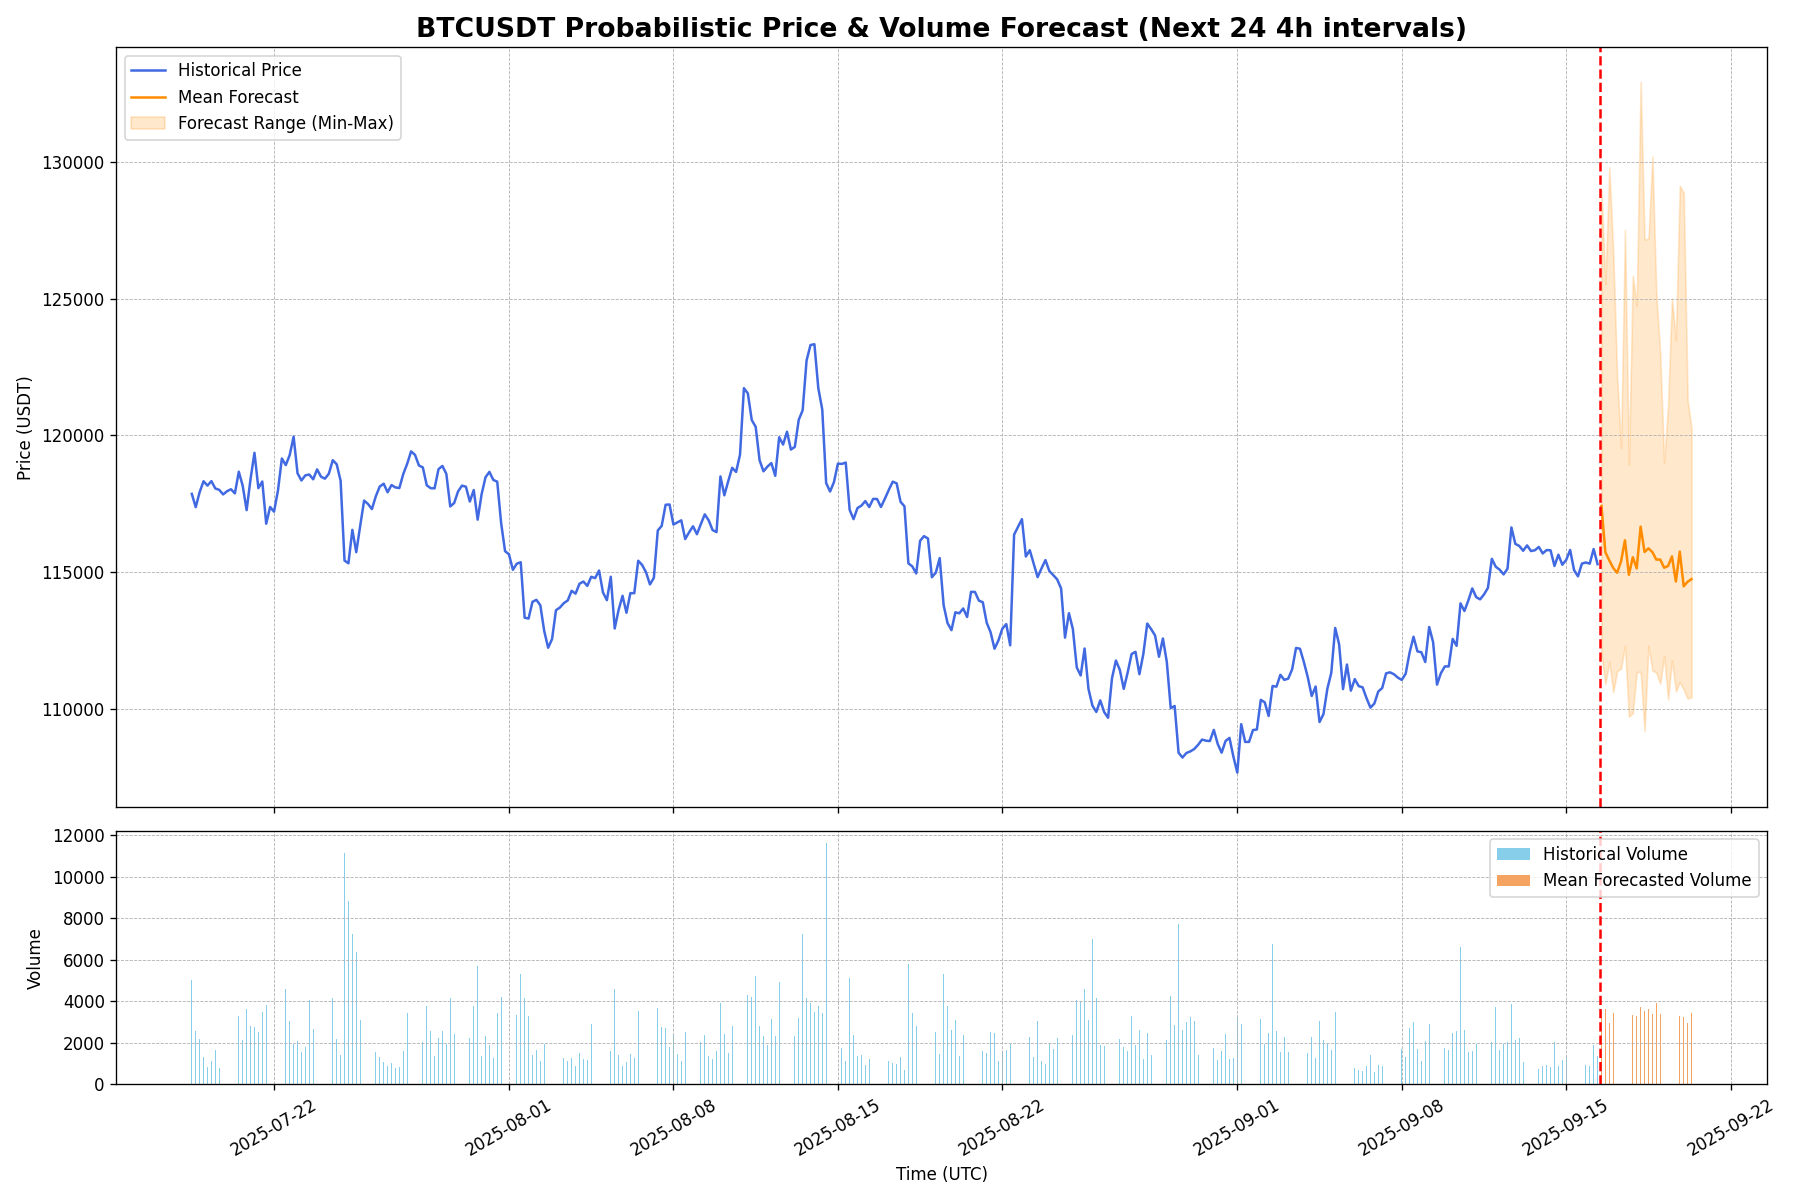 BTCUSDT Probabilistic Price & Volume Forecast (Next 24 4h intervals)
Historical Price
Mean Forecast
Forecast Range (Min-Max)
Price (USDT)
130000
125000
120000
115000
110000
Historical Volume
Mean Forecasted Volume
Volume
12000
10000
8000
6000
4000
2000
0
2025-07-22
2025-08-01
2025-08-08
2025-08-15
2025-08-22
2025-09-01
2025-09-08
2025-09-15
2025-09-22
Time (UTC)